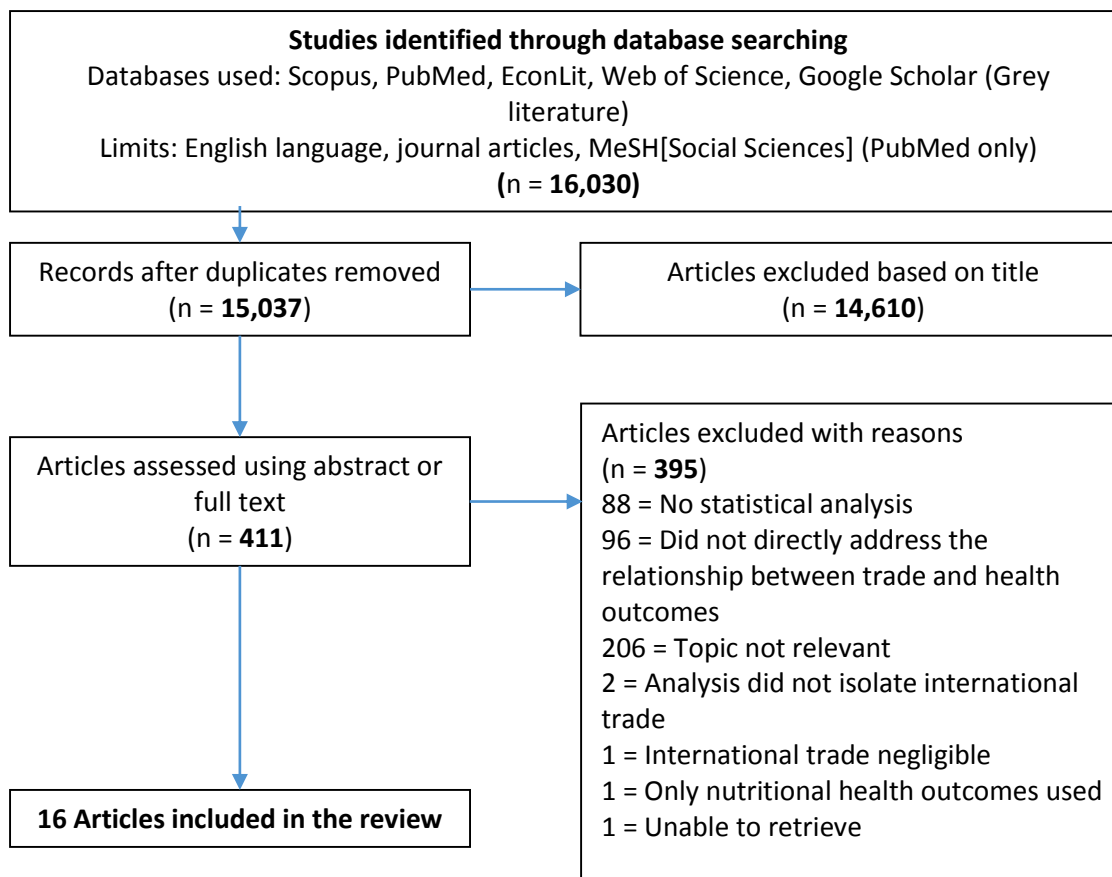 Studies identified through database searching
Databases used: Scopus, PubMed, EconLit, Web of Science, Google Scholar (Grey
literature)
Limits: English language, journal articles, MeSH[Social Sciences] (PubMed only)
(n = 16,030)
Records after duplicates removed
(n = 15,037)
Articles excluded based on title
(n = 14,610)
Articles assessed using abstract or
full text
(n = 411)
Articles excluded with reasons
(n = 395)
88 = No statistical analysis
96 = Did not directly address the
relationship between trade and health
outcomes
206 = Topic not relevant
2 = Analysis did not isolate international
trade
1 = International trade negligible
1 = Only nutritional health outcomes used
1 = Unable to retrieve
16 Articles included in the review